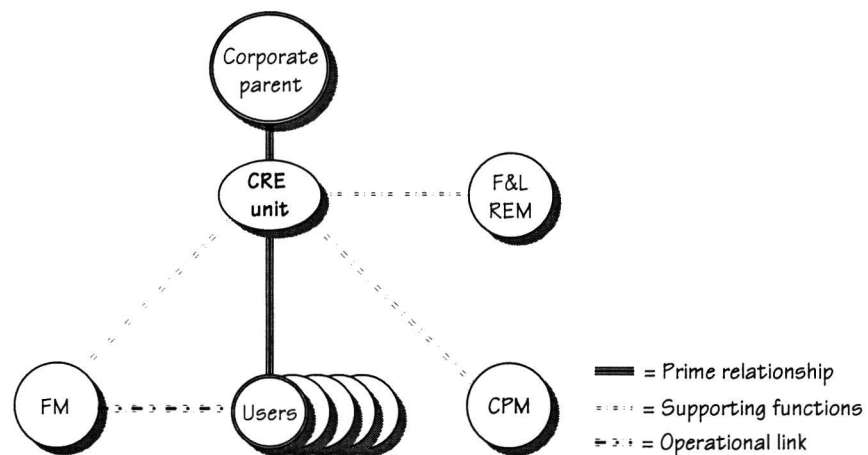 Corporate
parent
CRE
unit
F&L
REM
FM
Users
CPM
= Prime relationship
= Supporting functions
= Operational link